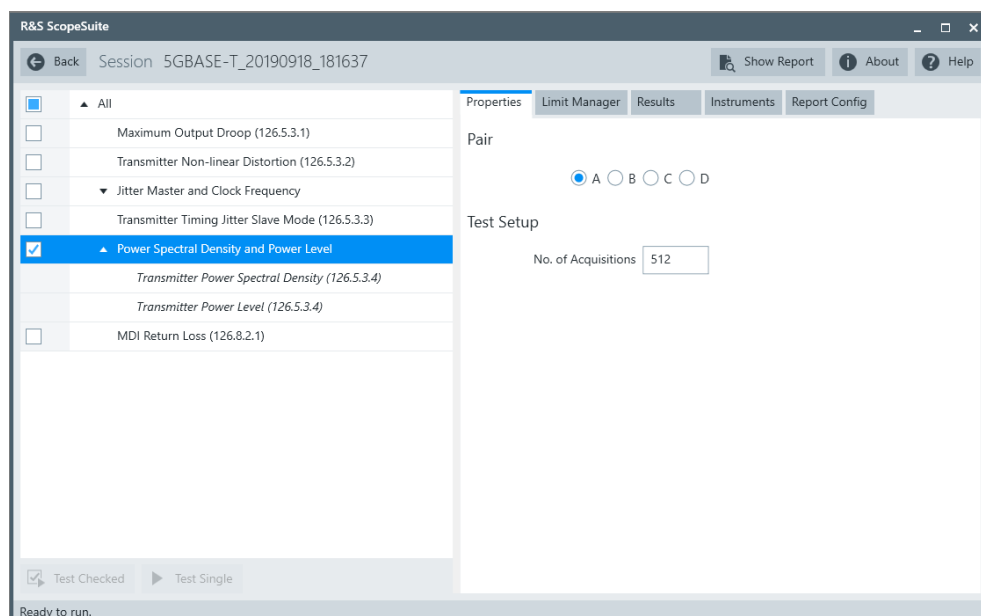 R&S ScopeSuite
Back Session 5GBASE-T_20190918_181637 Show Report About Help
All
Maximum Output Droop (126.5.3.1)
Transmitter Non-linear Distortion (126.5.3.2)
Jitter Master and Clock Frequency
Transmitter Timing Jitter Slave Mode (126.5.3.3)
Power Spectral Density and Power Level
Transmitter Power Spectral Density (126.5.3.4)
Transmitter Power Level (126.5.3.4)
MDI Return Loss (126.8.2.1)
Properties Limit Manager Results Instruments Report Config
Pair
A B C D
Test Setup
No. of Acquisitions 512
Test Checked Test Single
Ready to run.